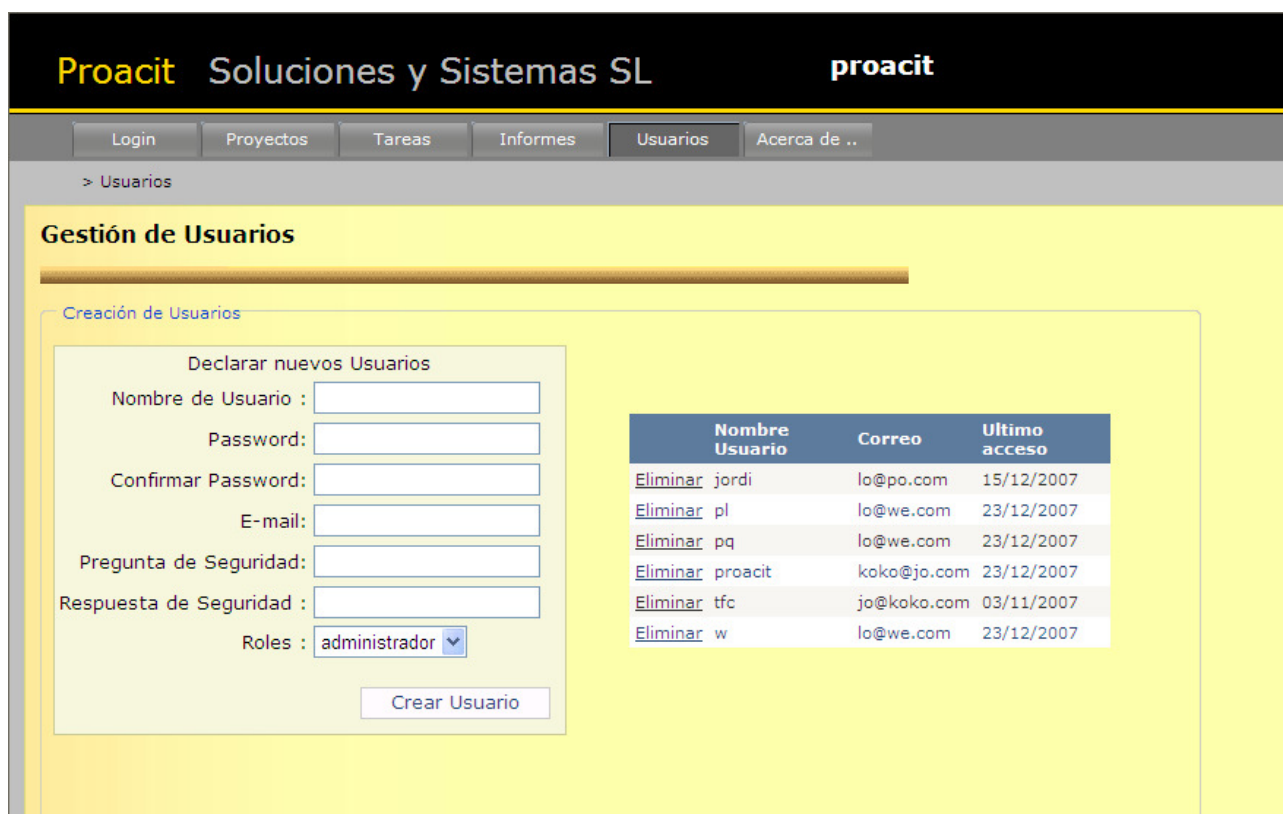 Proacit Soluciones y Sistemas SL proacit
Login Proyectos Tareas Informes Usuarios Acerca de ..
> Usuarios
Gestión de Usuarios
Creación de Usuarios
Declarar nuevos Usuarios
Nombre de Usuario :
Password:
Confirmar Password:
E-mail:
Pregunta de Seguridad:
Respuesta de Seguridad :
Roles : administrador
Crear Usuario
Nombre Usuario Correo Ultimo acceso
Eliminar jordi lo@po.com 15/12/2007
Eliminar pl lo@we.com 23/12/2007
Eliminar pq lo@we.com 23/12/2007
Eliminar proacit koko@jo.com 23/12/2007
Eliminar tfc jo@koko.com 03/11/2007
Eliminar w lo@we.com 23/12/2007